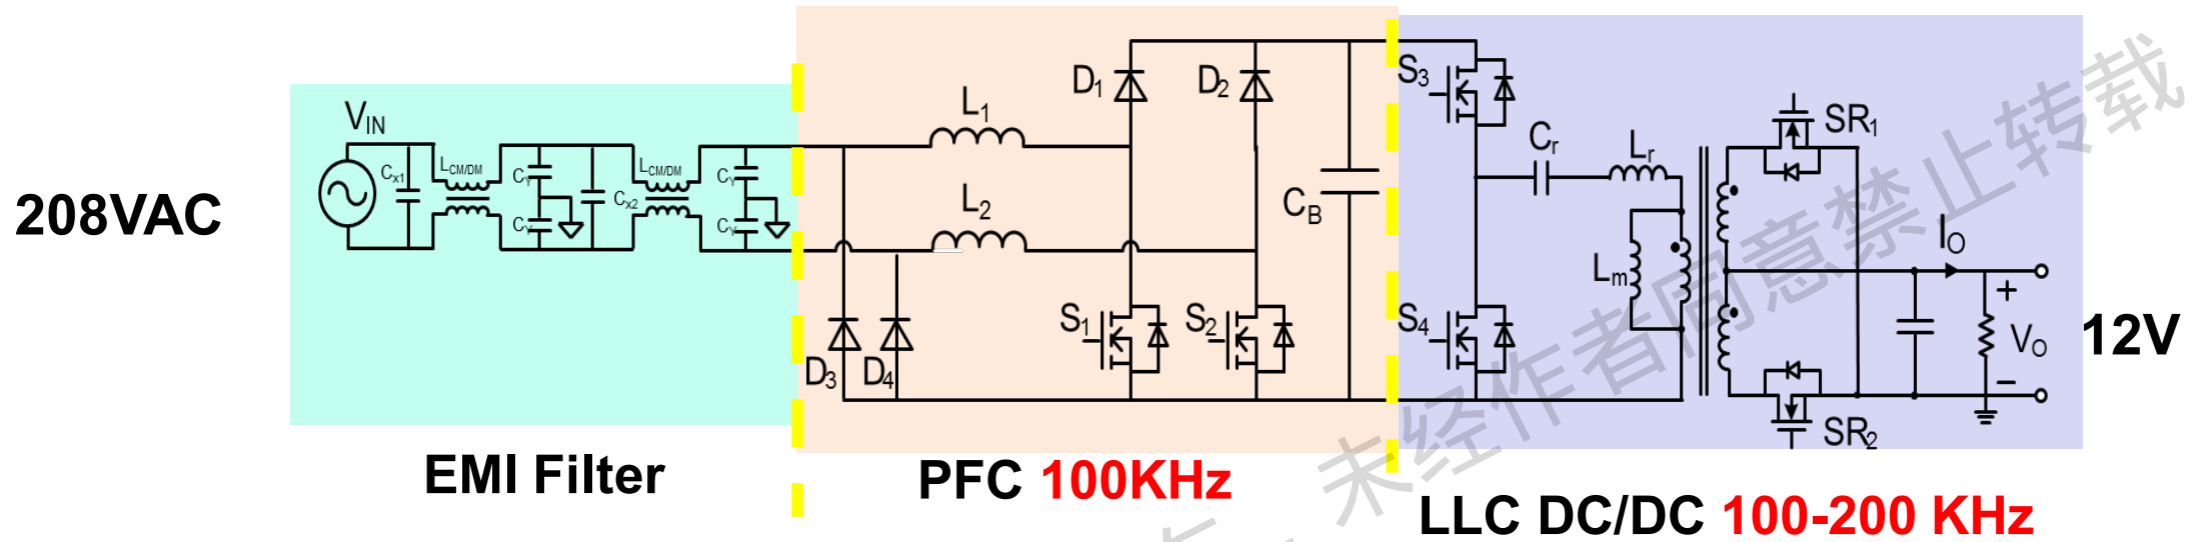 208VAC
V_IN
C_x1
L_CM/DM
C_Y
C_Y
C_x2
L_CM/DM
C_Y
C_Y
EMI Filter
L_1
L_2
D_1
D_2
D_3
D_4
S_1
S_2
C_B
PFC 100KHz
S_3
S_4
C_r
L_r
L_m
SR_1
SR_2
I_O
+
V_O
−
12V
LLC DC/DC 100-200 KHz
未经作者同意禁止转载